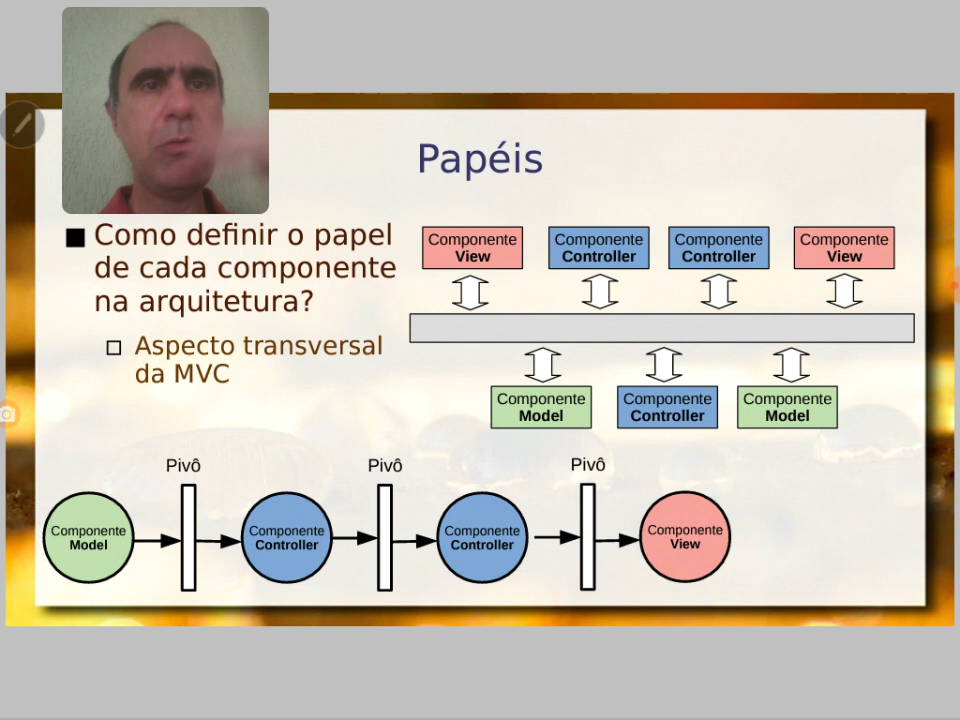 Papéis
Como definir o papel
de cada componente
na arquitetura?
Aspecto transversal
da MVC
Componente
View
Componente
Controller
Componente
Controller
Componente
View
Componente
Model
Componente
Controller
Componente
Model
Pivô
Pivô
Pivô
Componente
Model
Componente
Controller
Componente
Controller
Componente
View